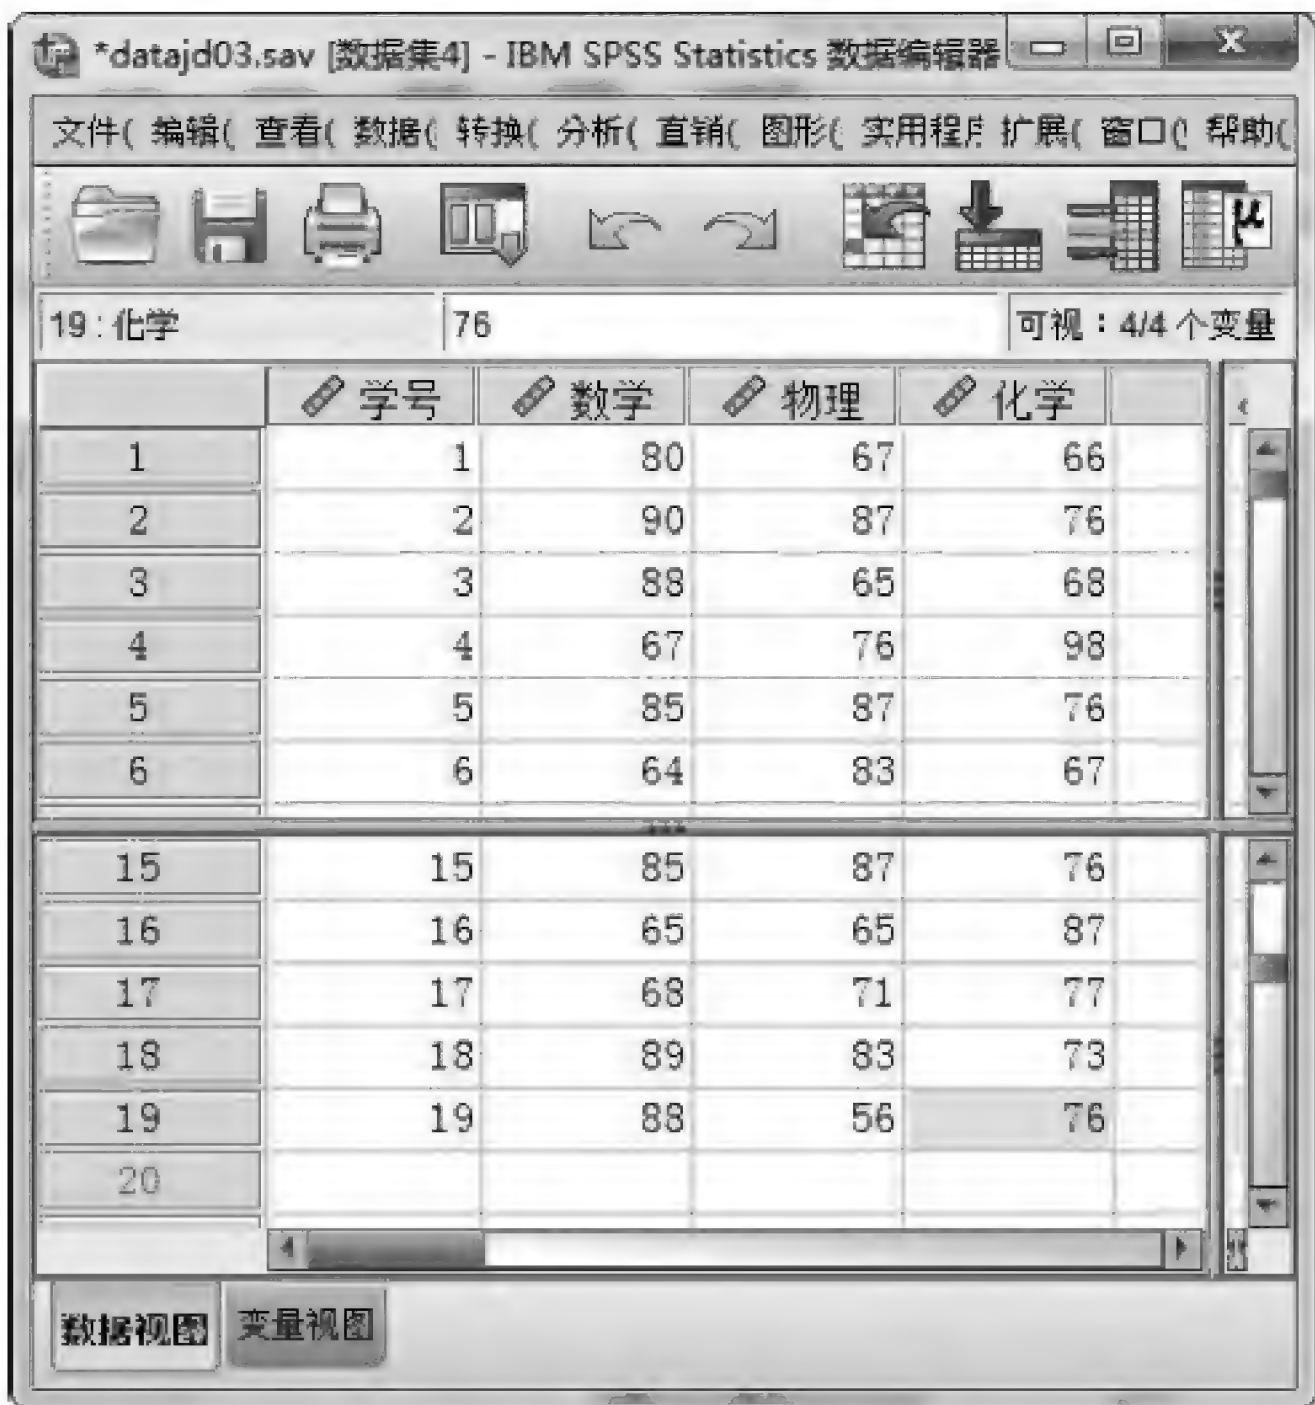 *datajd03.sav [数据集4] - IBM SPSS Statistics 数据编辑器
文件( 编辑( 查看( 数据( 转换( 分析( 直销( 图形( 实用程序 扩展( 窗口( 帮助(
19 : 化学 76 可视：4/4 个变量
学号 数学 物理 化学
1 1 80 67 66
2 2 90 87 76
3 3 88 65 68
4 4 67 76 98
5 5 85 87 76
6 6 64 83 67
15 15 85 87 76
16 16 65 65 87
17 17 68 71 77
18 18 89 83 73
19 19 88 56 76
20
数据视图 变量视图